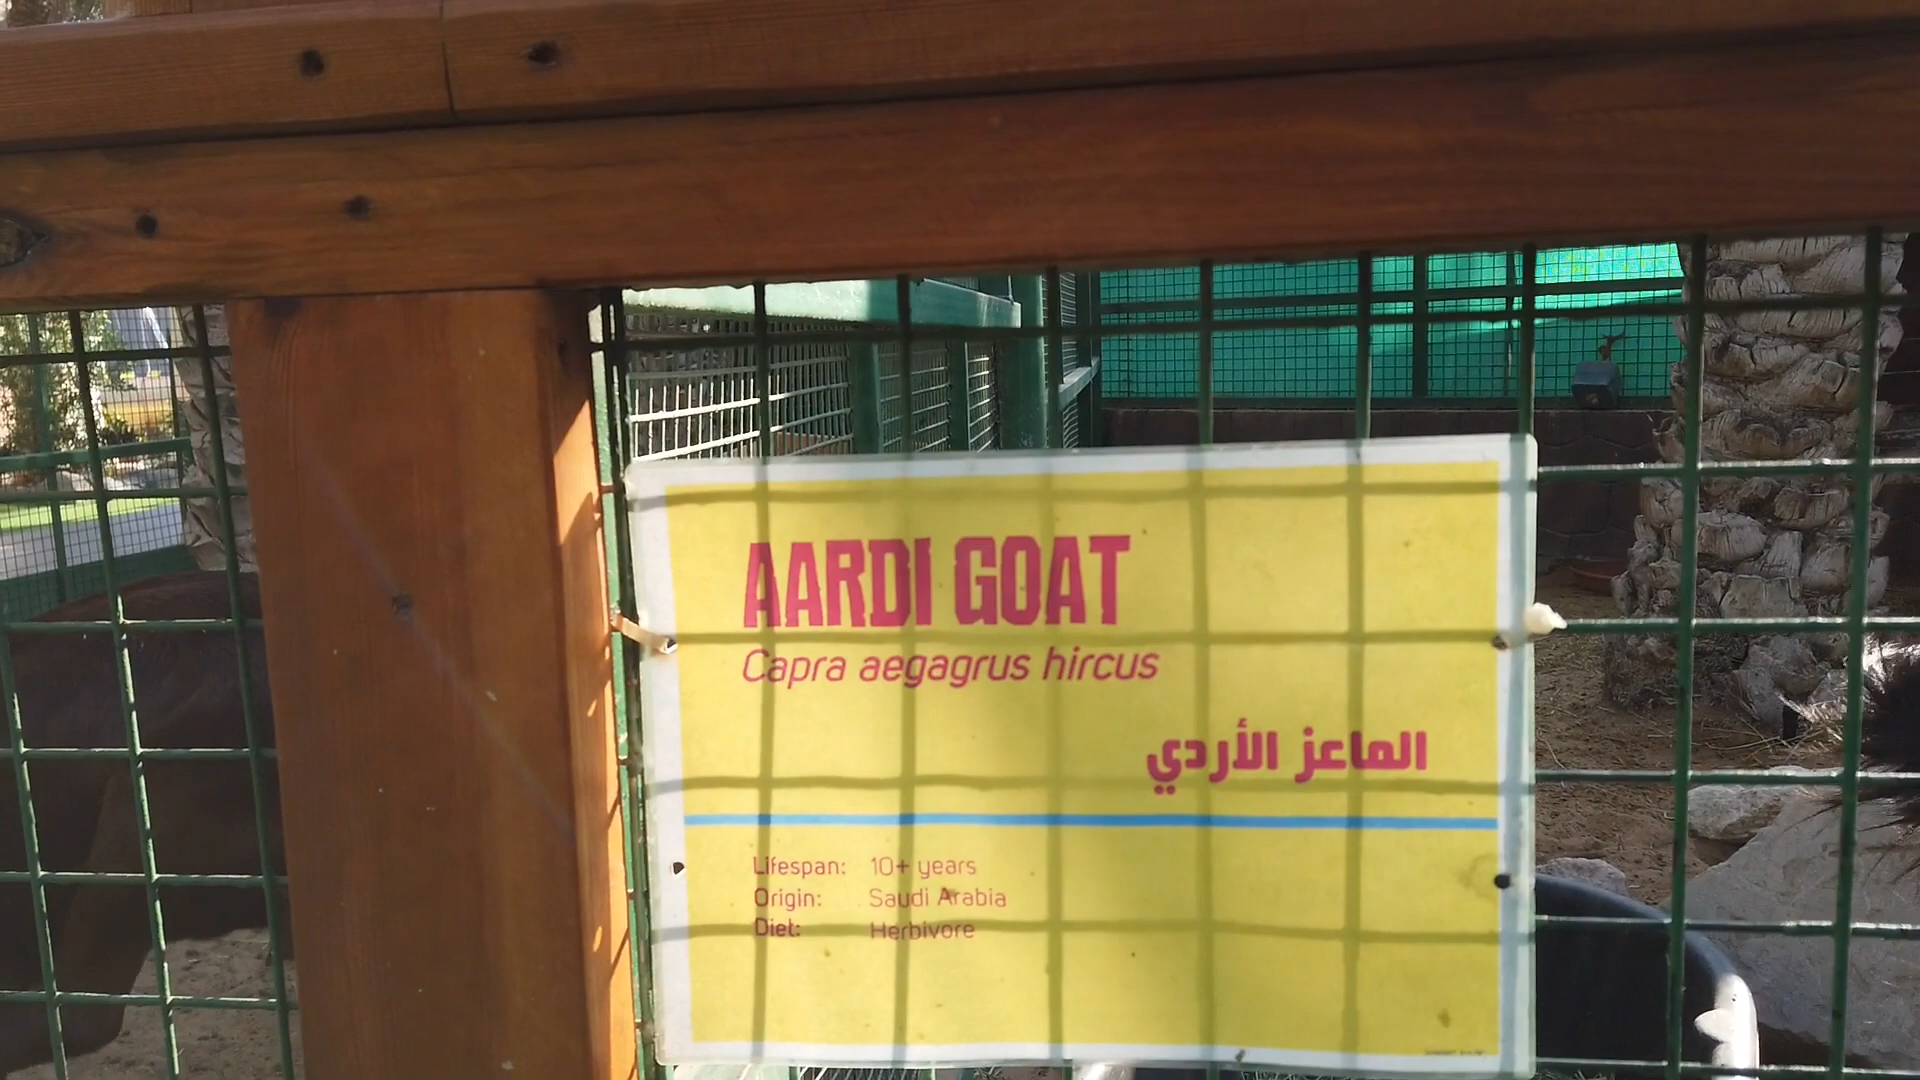 AARDI GOAT
Capra aegagrus hircus
الماعز الأردي
Lifespan: 10+ years
Origin: Saudi Arabia
Diet: Herbivore